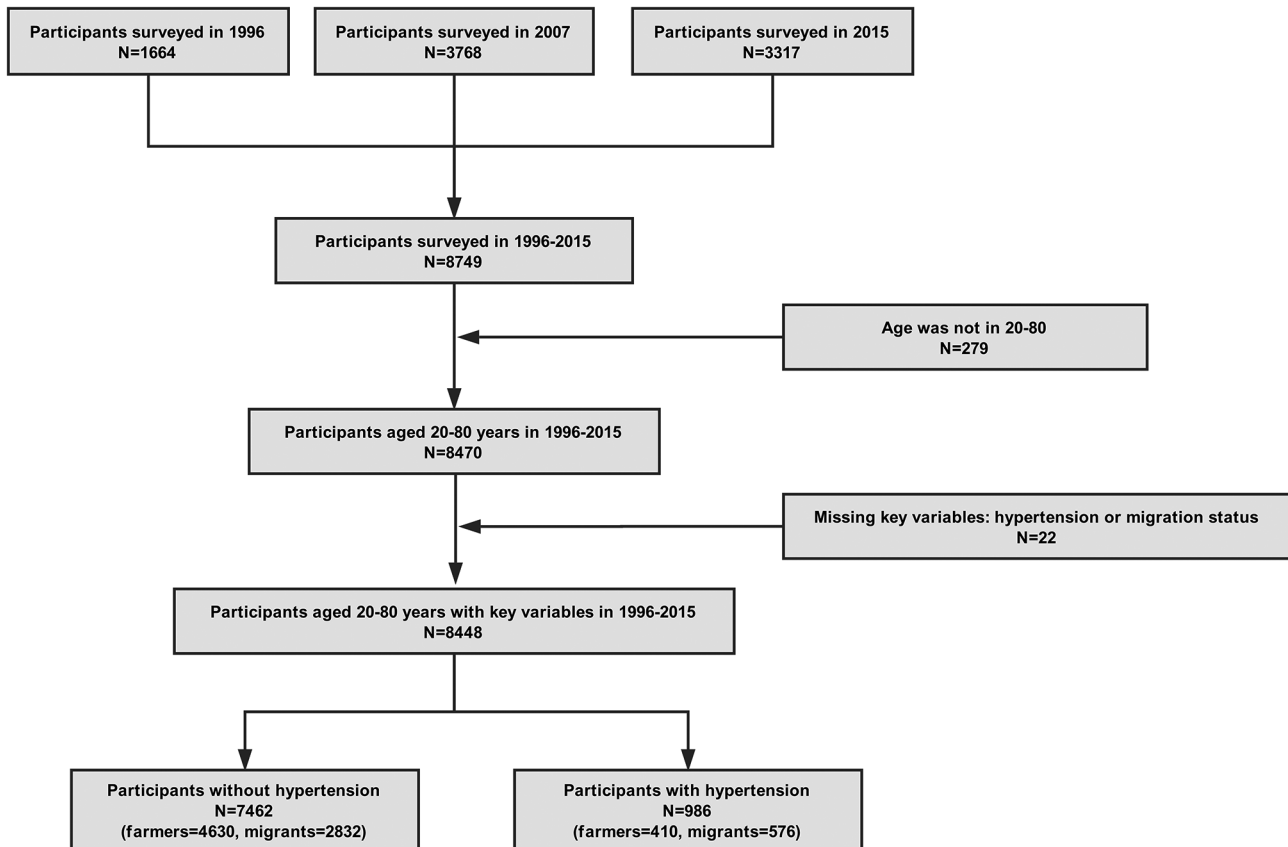 Participants surveyed in 1996
N=1664
Participants surveyed in 2007
N=3768
Participants surveyed in 2015
N=3317
Participants surveyed in 1996-2015
N=8749
Age was not in 20-80
N=279
Participants aged 20-80 years in 1996-2015
N=8470
Missing key variables: hypertension or migration status
N=22
Participants aged 20-80 years with key variables in 1996-2015
N=8448
Participants without hypertension
N=7462
(farmers=4630, migrants=2832)
Participants with hypertension
N=986
(farmers=410, migrants=576)